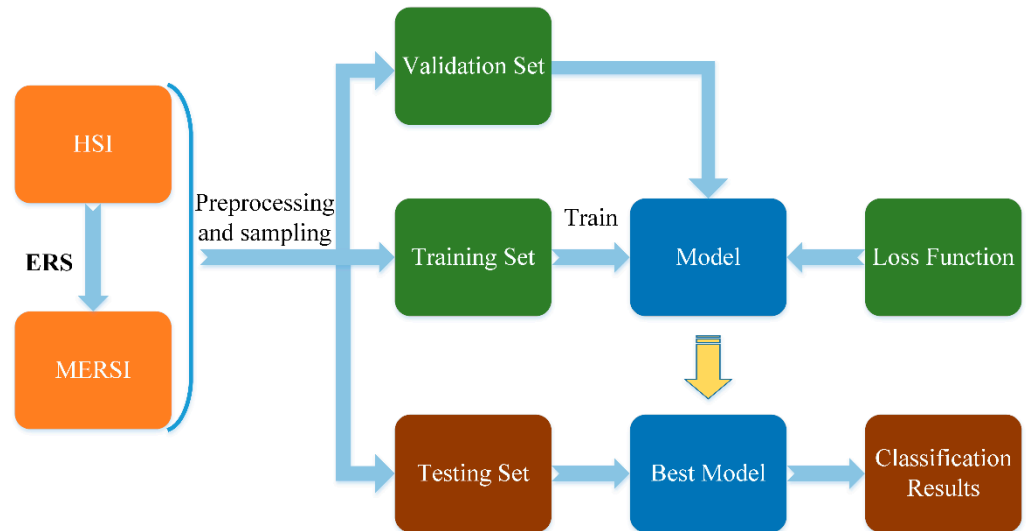 Validation Set
HSI
Preprocessing
and sampling
ERS
Training Set
Train
Model
Loss Function
MERSI
Testing Set
Best Model
Classification
Results